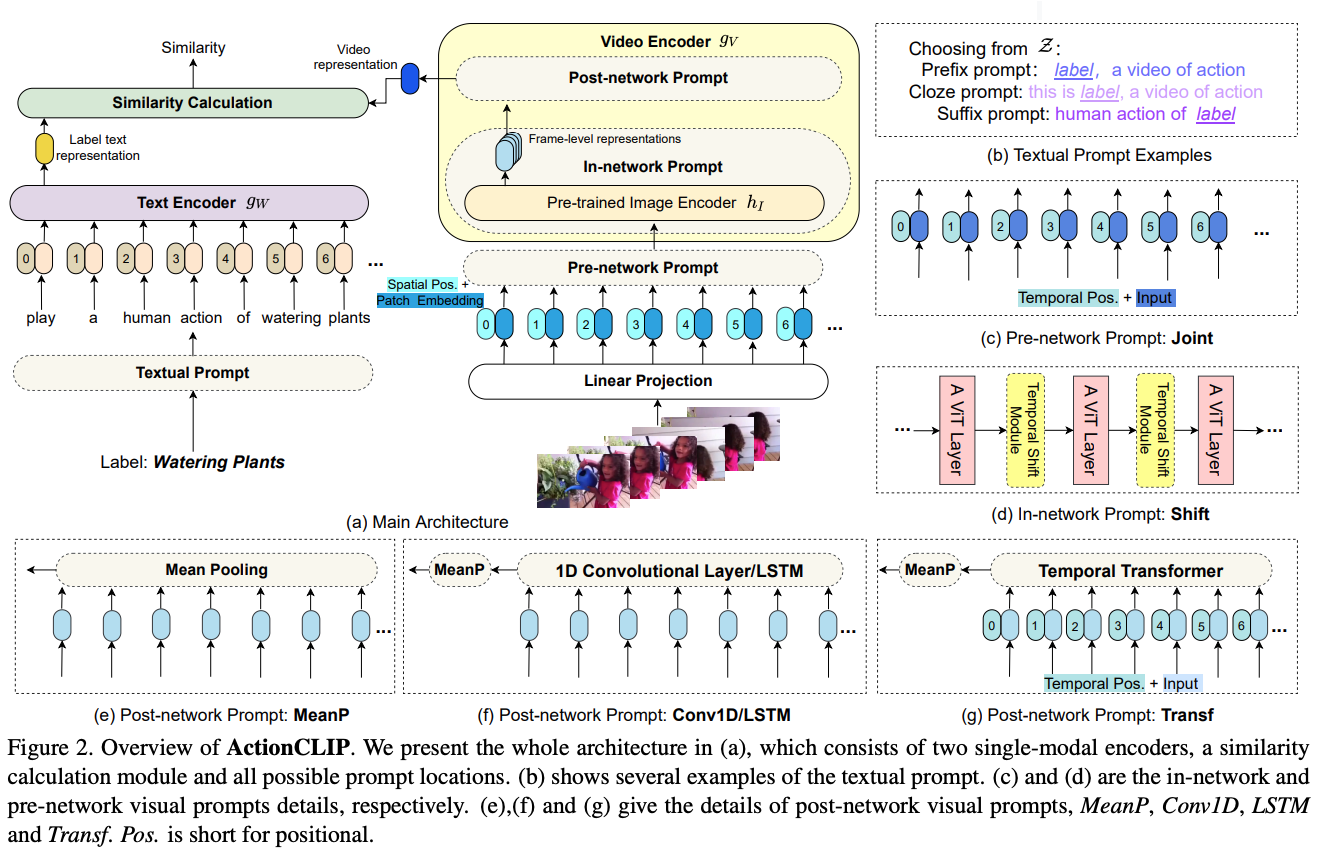 Similarity
Similarity Calculation
Label text
representation
Text Encoder gW
0 1 2 3 4 5 6 ...
play a human action of watering plants
Textual Prompt
Label: Watering Plants
Video
representation
Video Encoder gV
Post-network Prompt
Frame-level representations
In-network Prompt
Pre-trained Image Encoder hI
Pre-network Prompt
Spatial Pos. +
Patch Embedding
0 1 2 3 4 5 6 ...
Linear Projection
(a) Main Architecture
Choosing from Z:
Prefix prompt: label, a video of action
Cloze prompt: this is label, a video of action
Suffix prompt: human action of label
(b) Textual Prompt Examples
0 1 2 3 4 5 6 ...
Temporal Pos. + Input
(c) Pre-network Prompt: Joint
... A ViT Layer Temporal Shift Module A ViT Layer Temporal Shift Module A ViT Layer ...
(d) In-network Prompt: Shift
Mean Pooling
...
(e) Post-network Prompt: MeanP
MeanP 1D Convolutional Layer/LSTM
...
(f) Post-network Prompt: Conv1D/LSTM
MeanP Temporal Transformer
0 1 2 3 4 5 6 ...
Temporal Pos. + Input
(g) Post-network Prompt: Transf
Figure 2. Overview of ActionCLIP. We present the whole architecture in (a), which consists of two single-modal encoders, a similarity
calculation module and all possible prompt locations. (b) shows several examples of the textual prompt. (c) and (d) are the in-network and
pre-network visual prompts details, respectively. (e),(f) and (g) give the details of post-network visual prompts, MeanP, Conv1D, LSTM
and Transf. Pos. is short for positional.